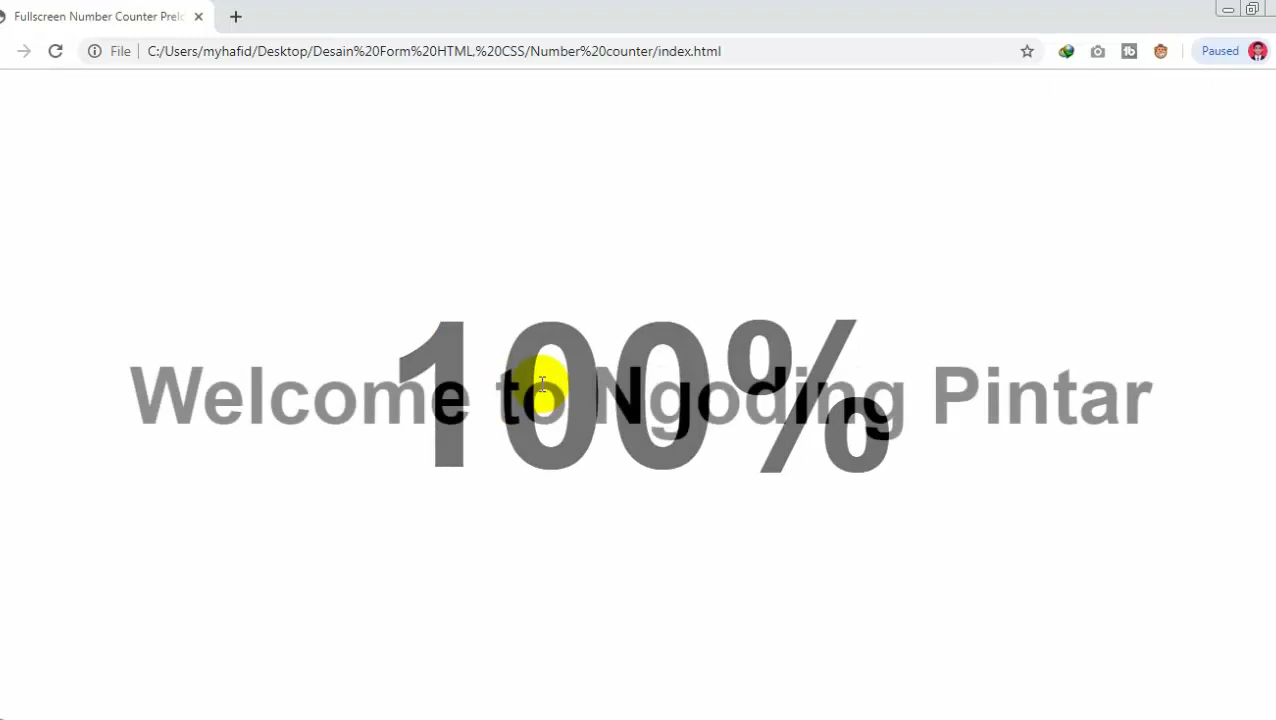 Fullscreen Number Counter Prelo
File
C:/Users/myhafid/Desktop/Desain%20Form%20HTML,%20CSS/Number%20counter/index.html
Paused
100%
Welcome to Ngoding Pintar